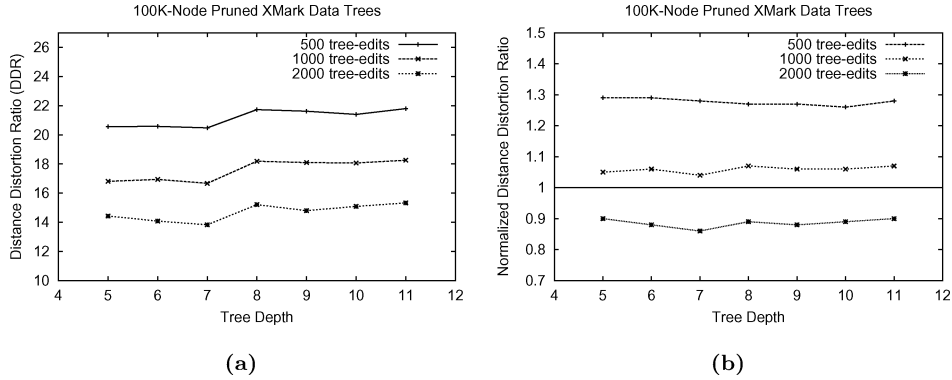 100K-Node Pruned XMark Data Trees
Distance Distortion Ratio (DDR)
26
24
22
20
18
16
14
12
10
500 tree-edits
1000 tree-edits
2000 tree-edits
4 5 6 7 8 9 10 11 12
Tree Depth
(a)
100K-Node Pruned XMark Data Trees
Normalized Distance Distortion Ratio
1.5
1.4
1.3
1.2
1.1
1
0.9
0.8
0.7
500 tree-edits
1000 tree-edits
2000 tree-edits
4 5 6 7 8 9 10 11 12
Tree Depth
(b)